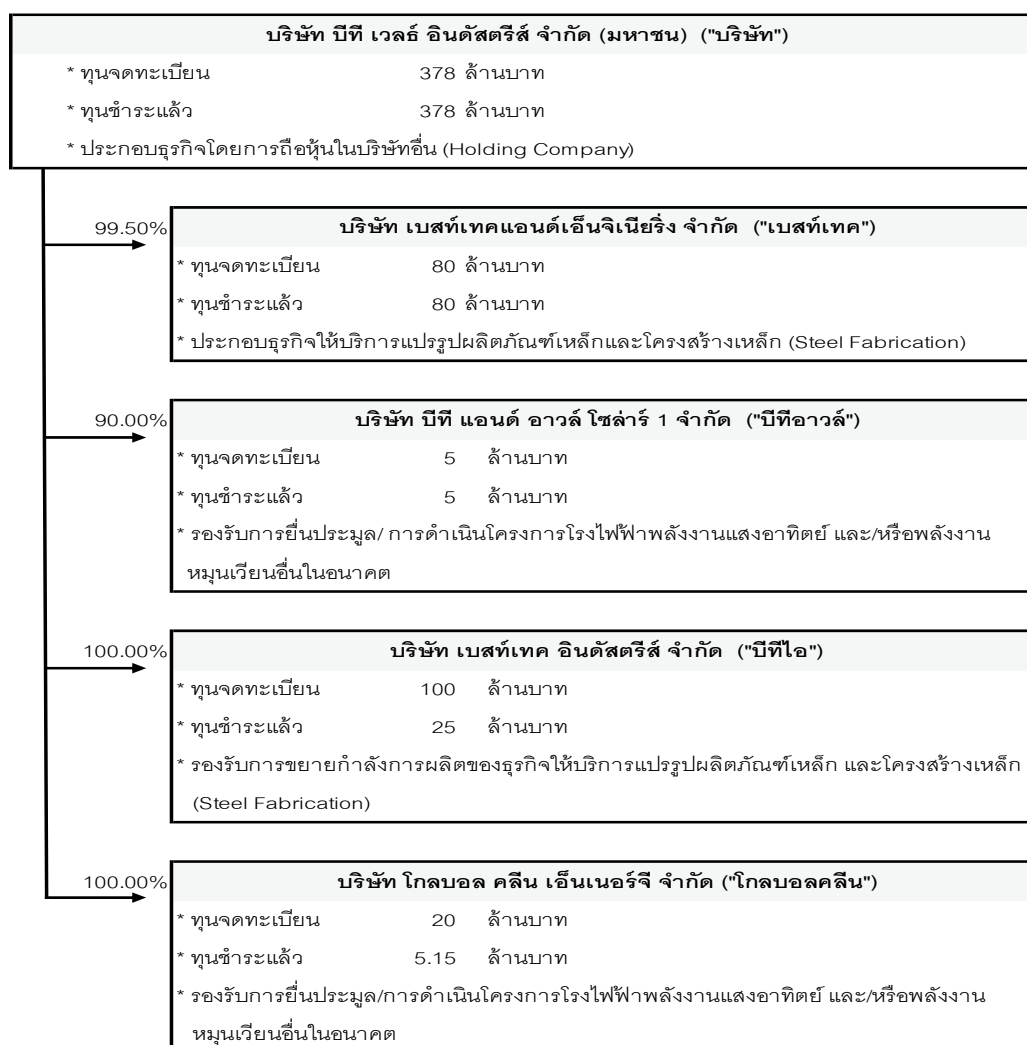 บริษัท บีที เวลธ์ อินดัสตรีส์ จำกัด (มหาชน) ("บริษัท")
* ทุนจดทะเบียน 378 ล้านบาท
* ทุนชำระแล้ว 378 ล้านบาท
* ประกอบธุรกิจโดยการถือหุ้นในบริษัทอื่น (Holding Company)
99.50% บริษัท เบสท์เทคแอนด์เอ็นจิเนียริ่ง จำกัด ("เบสท์เทค")
* ทุนจดทะเบียน 80 ล้านบาท
* ทุนชำระแล้ว 80 ล้านบาท
* ประกอบธุรกิจให้บริการแปรรูปผลิตภัณฑ์เหล็กและโครงสร้างเหล็ก (Steel Fabrication)
90.00% บริษัท บีที แอนด์ อาวล์ โซล่าร์ 1 จำกัด ("บีทีอาวล์")
* ทุนจดทะเบียน 5 ล้านบาท
* ทุนชำระแล้ว 5 ล้านบาท
* รองรับการยื่นประมูล/ การดำเนินโครงการโรงไฟฟ้าพลังงานแสงอาทิตย์ และ/หรือพลังงาน
หมุนเวียนอื่นในอนาคต
100.00% บริษัท เบสท์เทค อินดัสตรีส์ จำกัด ("บีทีไอ")
* ทุนจดทะเบียน 100 ล้านบาท
* ทุนชำระแล้ว 25 ล้านบาท
* รองรับการขยายกำลังการผลิตของธุรกิจให้บริการแปรรูปผลิตภัณฑ์เหล็ก และโครงสร้างเหล็ก
(Steel Fabrication)
100.00% บริษัท โกลบอล คลีน เอ็นเนอร์จี จำกัด ("โกลบอลคลีน")
* ทุนจดทะเบียน 20 ล้านบาท
* ทุนชำระแล้ว 5.15 ล้านบาท
* รองรับการยื่นประมูล/การดำเนินโครงการโรงไฟฟ้าพลังงานแสงอาทิตย์ และ/หรือพลังงาน
หมุนเวียนอื่นในอนาคต